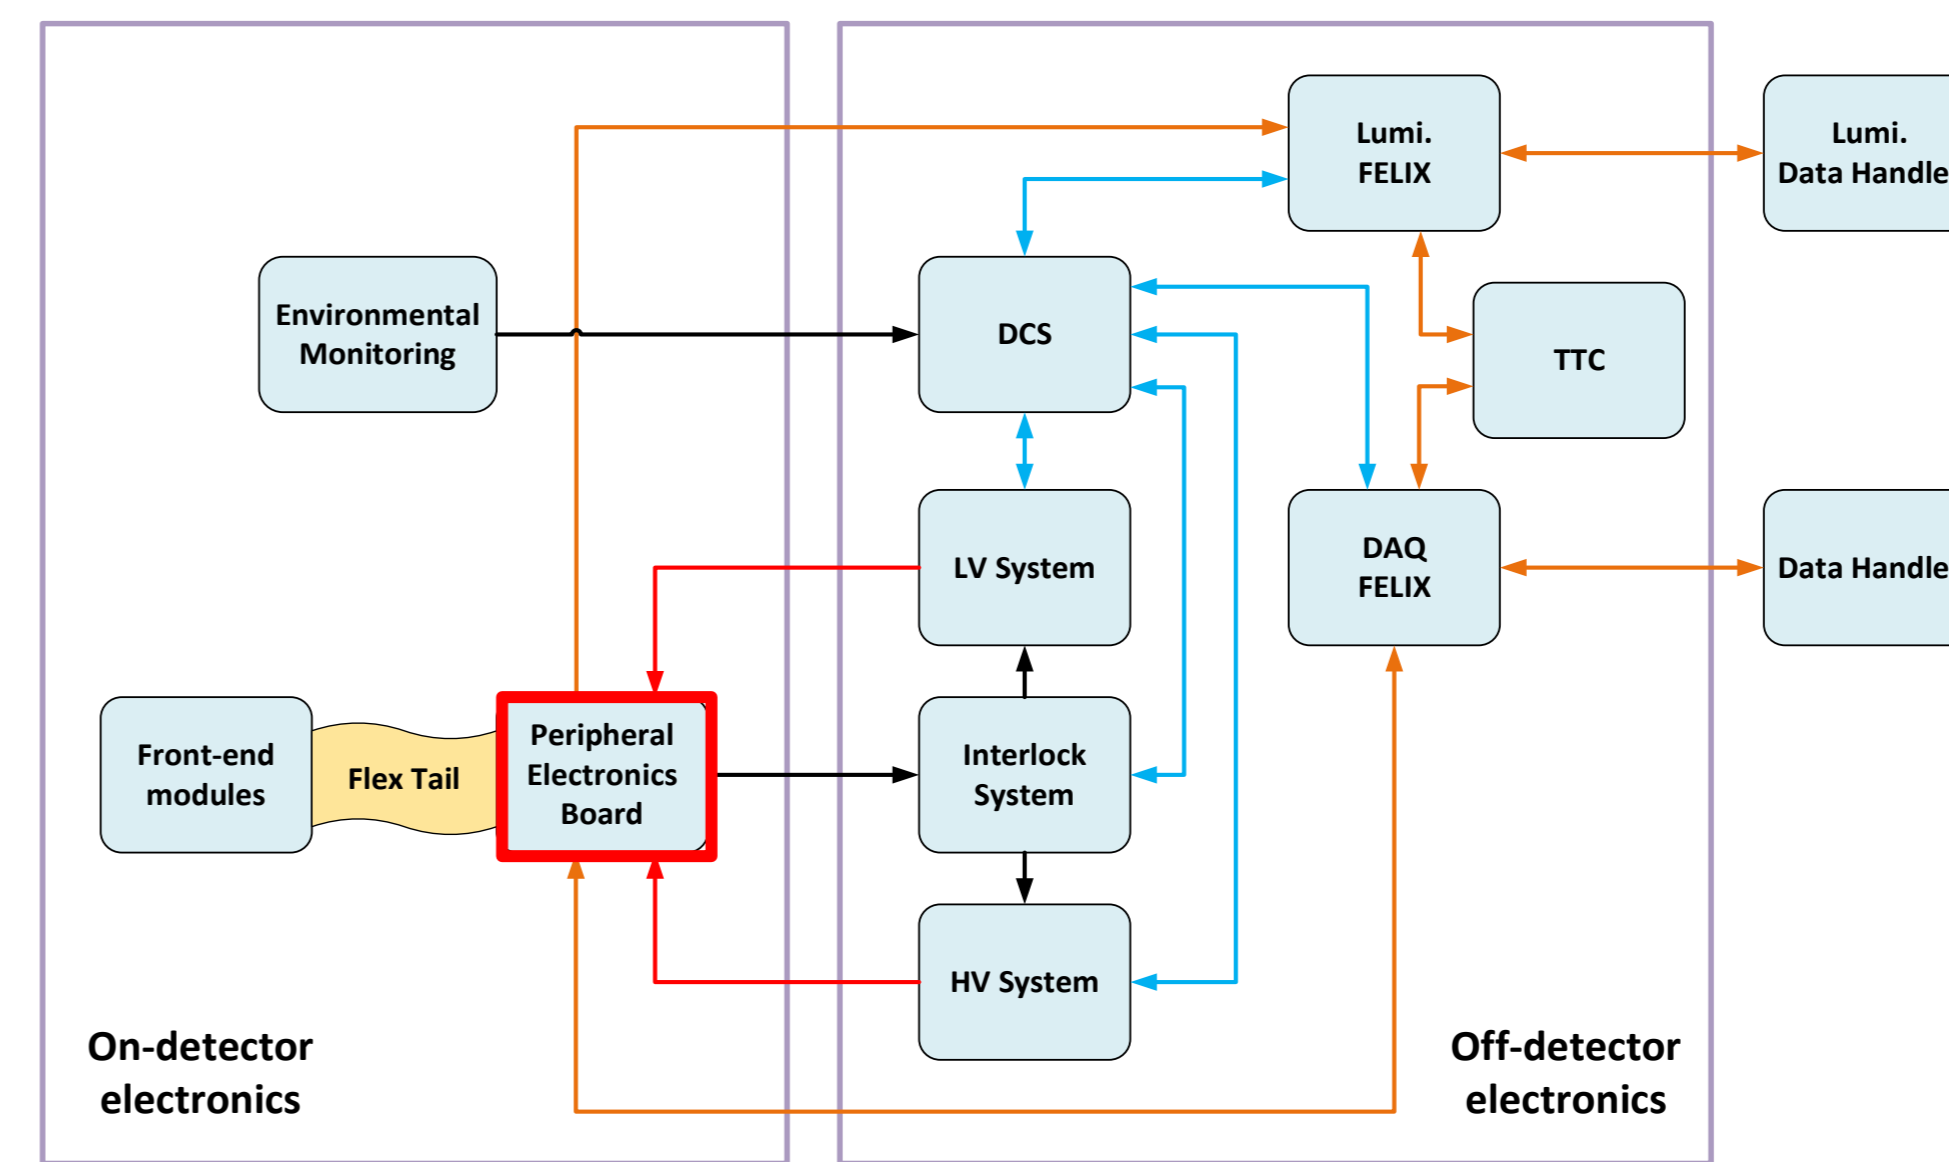 Lumi.
FELIX
Lumi.
Data Handle
Environmental
Monitoring
DCS
TTC
LV System
DAQ
FELIX
Data Handle
Front-end
modules
Flex Tail
Peripheral
Electronics
Board
Interlock
System
HV System
On-detector
electronics
Off-detector
electronics